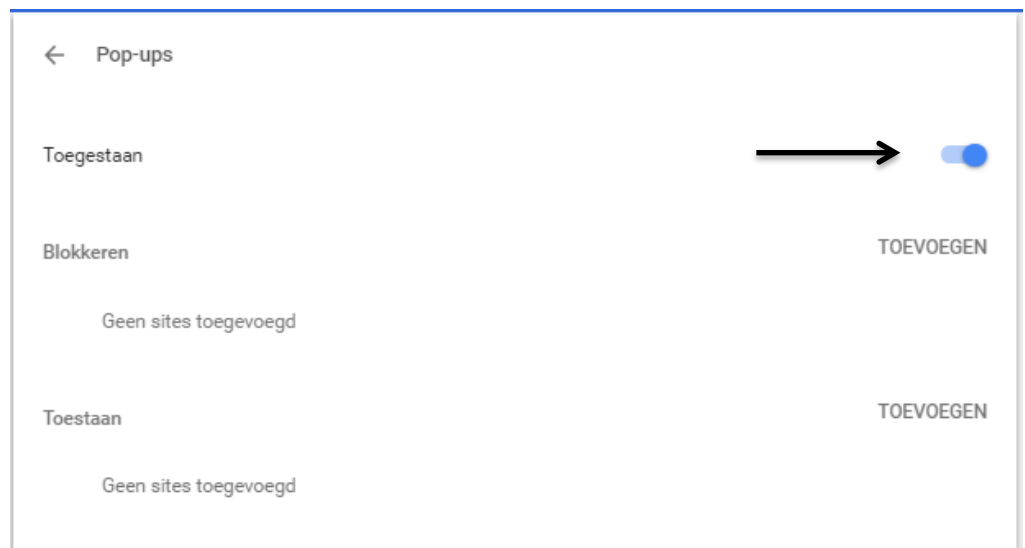 Pop-ups
Toegestaan
Blokkeren TOEVOEGEN
Geen sites toegevoegd
Toestaan TOEVOEGEN
Geen sites toegevoegd